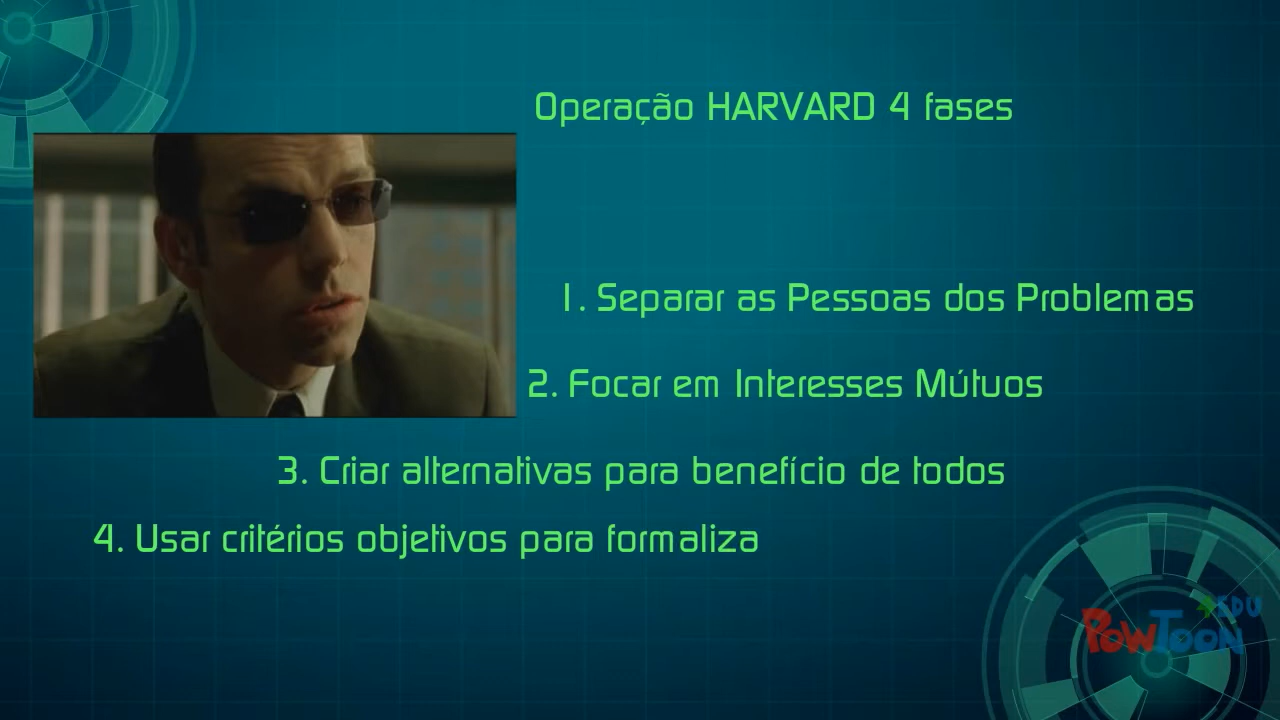 Operação HARVARD 4 fases
1. Separar as Pessoas dos Problemas
2. Focar em Interesses Mútuos
3. Criar alternativas para benefício de todos
4. Usar critérios objetivos para formaliza
EDU
POWTOON